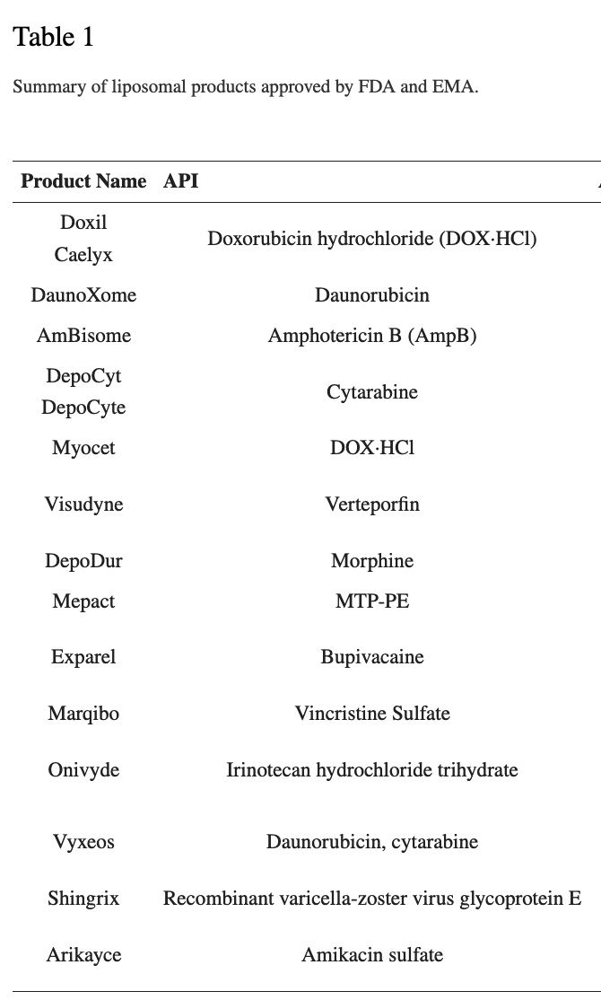 Table 1
Summary of liposomal products approved by FDA and EMA.
Product Name API
Doxil
Caelyx
Doxorubicin hydrochloride (DOX·HCl)
DaunoXome Daunorubicin
AmBisome Amphotericin B (AmpB)
DepoCyt
DepoCyte
Cytarabine
Myocet DOX·HCl
Visudyne Verteporfin
DepoDur Morphine
Mepact MTP-PE
Exparel Bupivacaine
Marqibo Vincristine Sulfate
Onivyde Irinotecan hydrochloride trihydrate
Vyxeos Daunorubicin, cytarabine
Shingrix Recombinant varicella-zoster virus glycoprotein E
Arikayce Amikacin sulfate